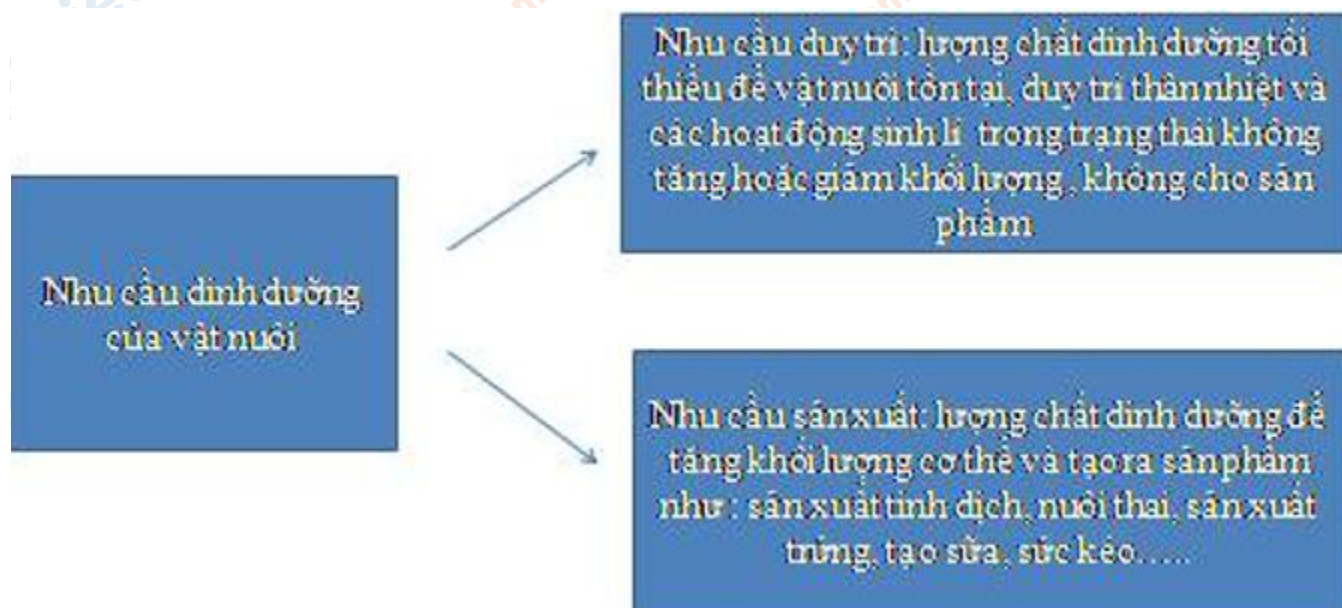 Nhu cầu dinh dưỡng
của vật nuôi
Nhu cầu duy trì: lượng chất dinh dưỡng tối
thiểu để vật nuôi tồn tại, duy trì thân nhiệt và
các hoạt động sinh lí trong trạng thái không
tăng hoặc giảm khối lượng, không cho sản
phẩm
Nhu cầu sản xuất: lượng chất dinh dưỡng để
tăng khối lượng cơ thể và tạo ra sản phẩm
như : sản xuất tinh dịch, nuôi thai, sản xuất
trứng, tạo sữa, sức kéo......